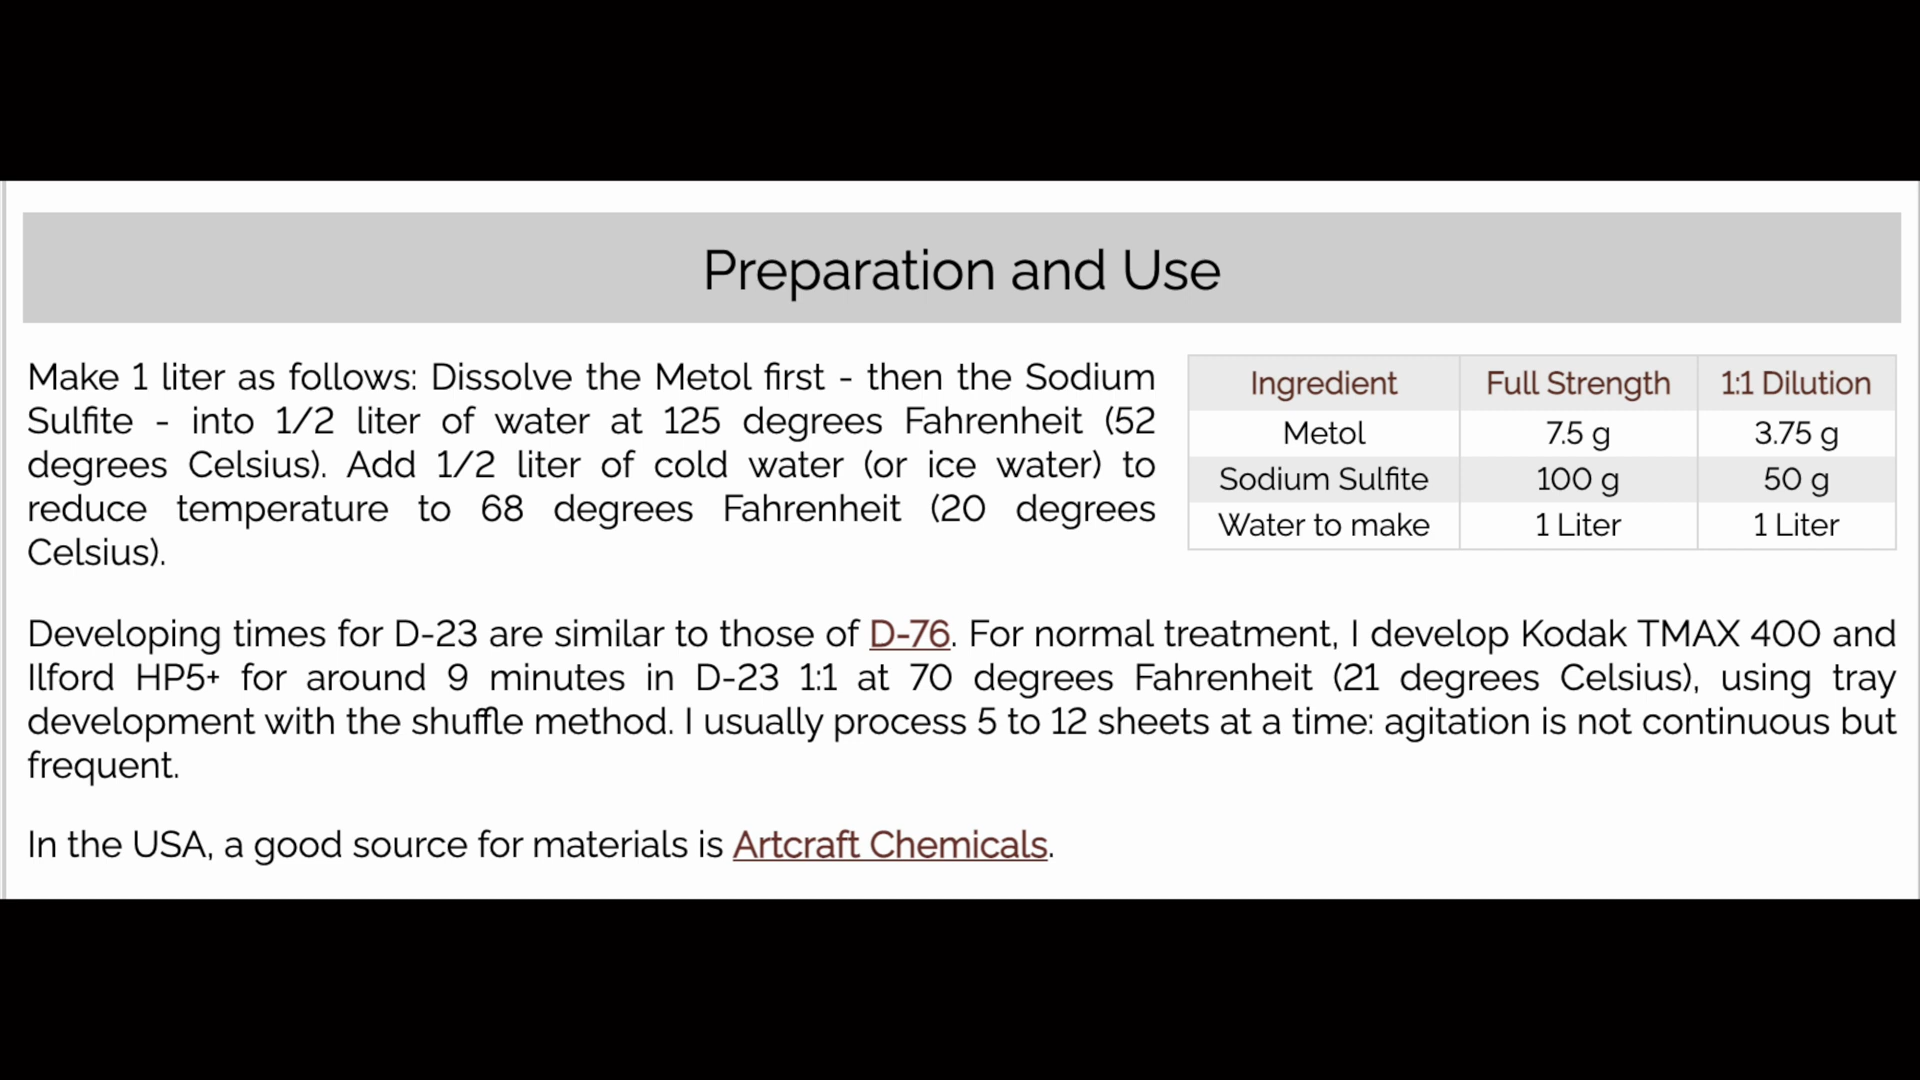 Preparation and Use
Make 1 liter as follows: Dissolve the Metol first - then the Sodium
Sulfite - into 1/2 liter of water at 125 degrees Fahrenheit (52
degrees Celsius). Add 1/2 liter of cold water (or ice water) to
reduce temperature to 68 degrees Fahrenheit (20 degrees
Celsius).
Ingredient Full Strength 1:1 Dilution
Metol 7.5 g 3.75 g
Sodium Sulfite 100 g 50 g
Water to make 1 Liter 1 Liter
Developing times for D-23 are similar to those of D-76. For normal treatment, I develop Kodak TMAX 400 and
Ilford HP5+ for around 9 minutes in D-23 1:1 at 70 degrees Fahrenheit (21 degrees Celsius), using tray
development with the shuffle method. I usually process 5 to 12 sheets at a time: agitation is not continuous but
frequent.
In the USA, a good source for materials is Artcraft Chemicals.